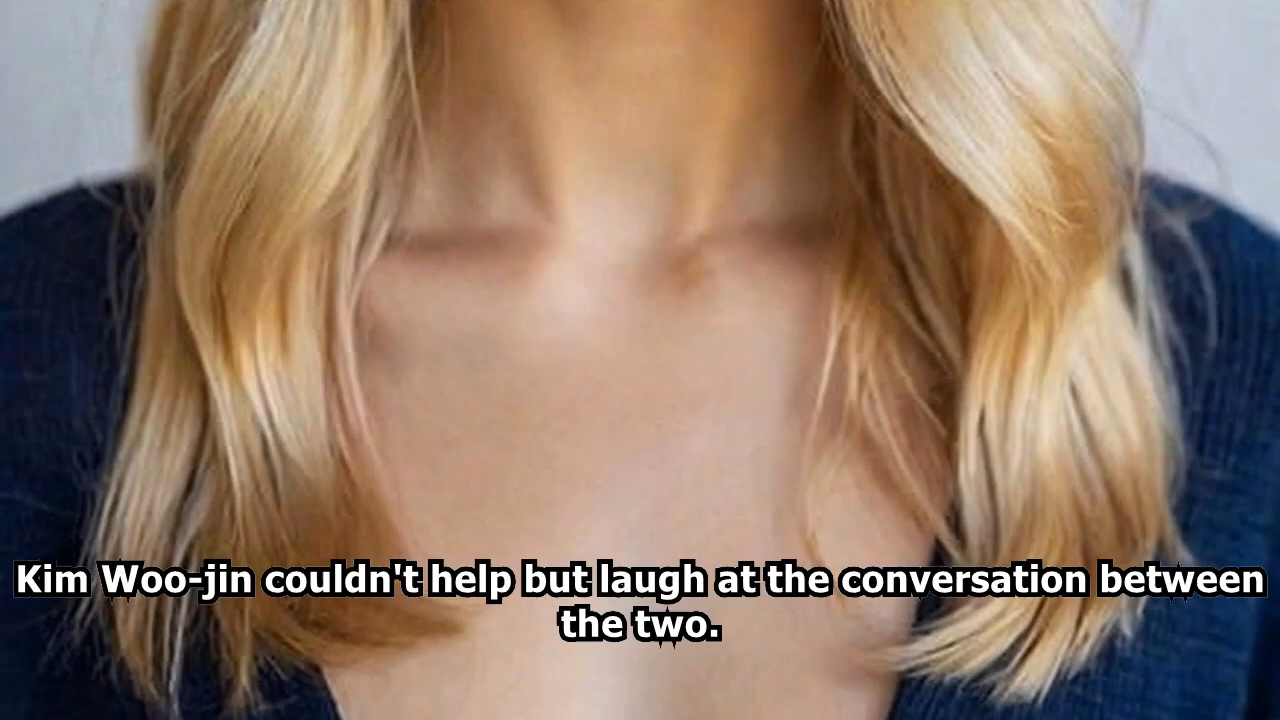 Kim Woo-jin couldn't help but laugh at the conversation between
the two.